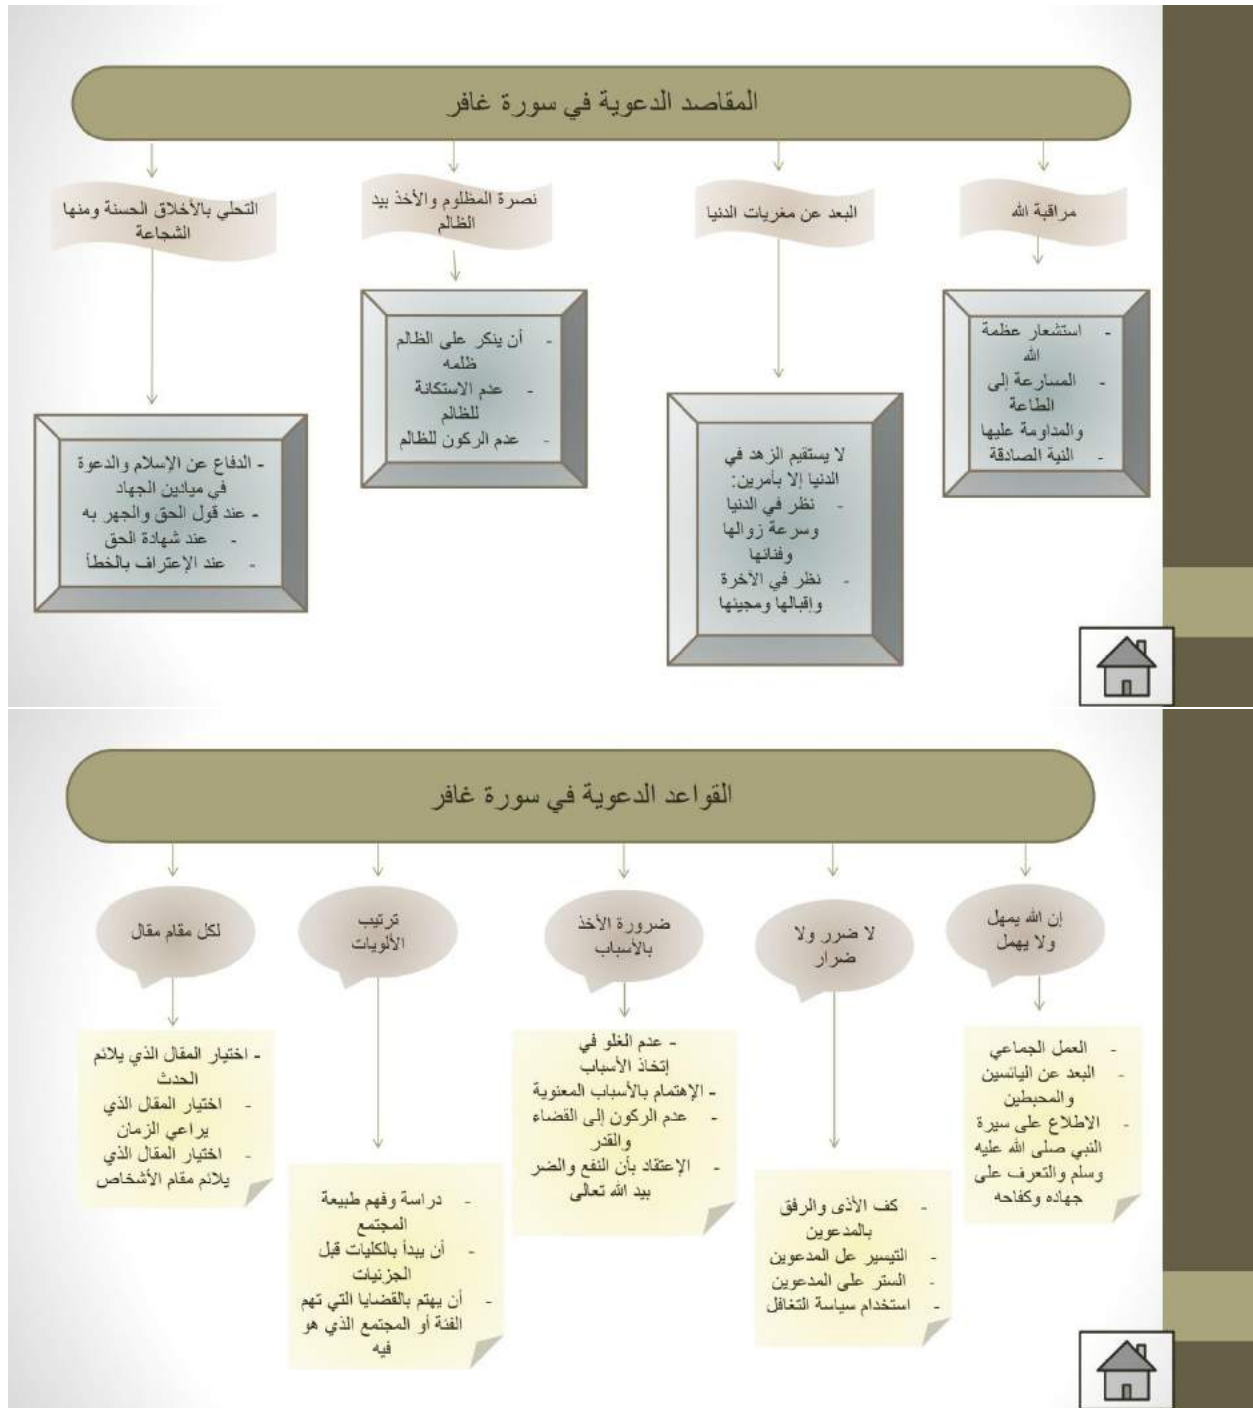 المقاصد الدعوية في سورة غافر
مراقبة الله
- استشعار عظمة
الله
- المسارعة إلى
الطاعة
والمداومة عليها
- النية الصادقة
البعد عن مغريات الدنيا
لا يستقيم الزهد في
الدنيا إلا بأمرين:
- نظر في الدنيا
وسرعة زوالها
وفنائها
- نظر في الآخرة
وإقبالها ومجيئها
نصرة المظلوم والأخذ بيد
الظالم
- أن ينكر على الظالم
ظلمه
- عدم الاستكانة
للظالم
- عدم الركون للظالم
التحلي بالأخلاق الحسنة ومنها
الشجاعة
- الدفاع عن الإسلام والدعوة
في ميادين الجهاد
- عند قول الحق والجهر به
- عند شهادة الحق
- عند الإعتراف بالخطأ
القواعد الدعوية في سورة غافر
إن الله يمهل
ولا يهمل
- العمل الجماعي
- البعد عن اليائسين
والمحبطين
- الاطلاع على سيرة
النبي صلى الله عليه
وسلم والتعرف على
جهاده وكفاحه
لا ضرر ولا
ضرار
- كف الأذى والرفق
بالمدعوين
- التيسير عل المدعوين
- الستر على المدعوين
- استخدام سياسة التغافل
ضرورة الأخذ
بالأسباب
- عدم الغلو في
إتخاذ الأسباب
- الإهتمام بالأسباب المعنوية
- عدم الركون إلى القضاء
والقدر
- الإعتقاد بأن النفع والضر
بيد الله تعالى
ترتيب
الألويات
- دراسة وفهم طبيعة
المجتمع
- أن يبدأ بالكليات قبل
الجزئيات
- أن يهتم بالقضايا التي تهم
الفئة أو المجتمع الذي هو
فيه
لكل مقام مقال
- اختيار المقال الذي يلائم
الحدث
- اختيار المقال الذي
يراعي الزمان
- اختيار المقال الذي
يلائم مقام الأشخاص